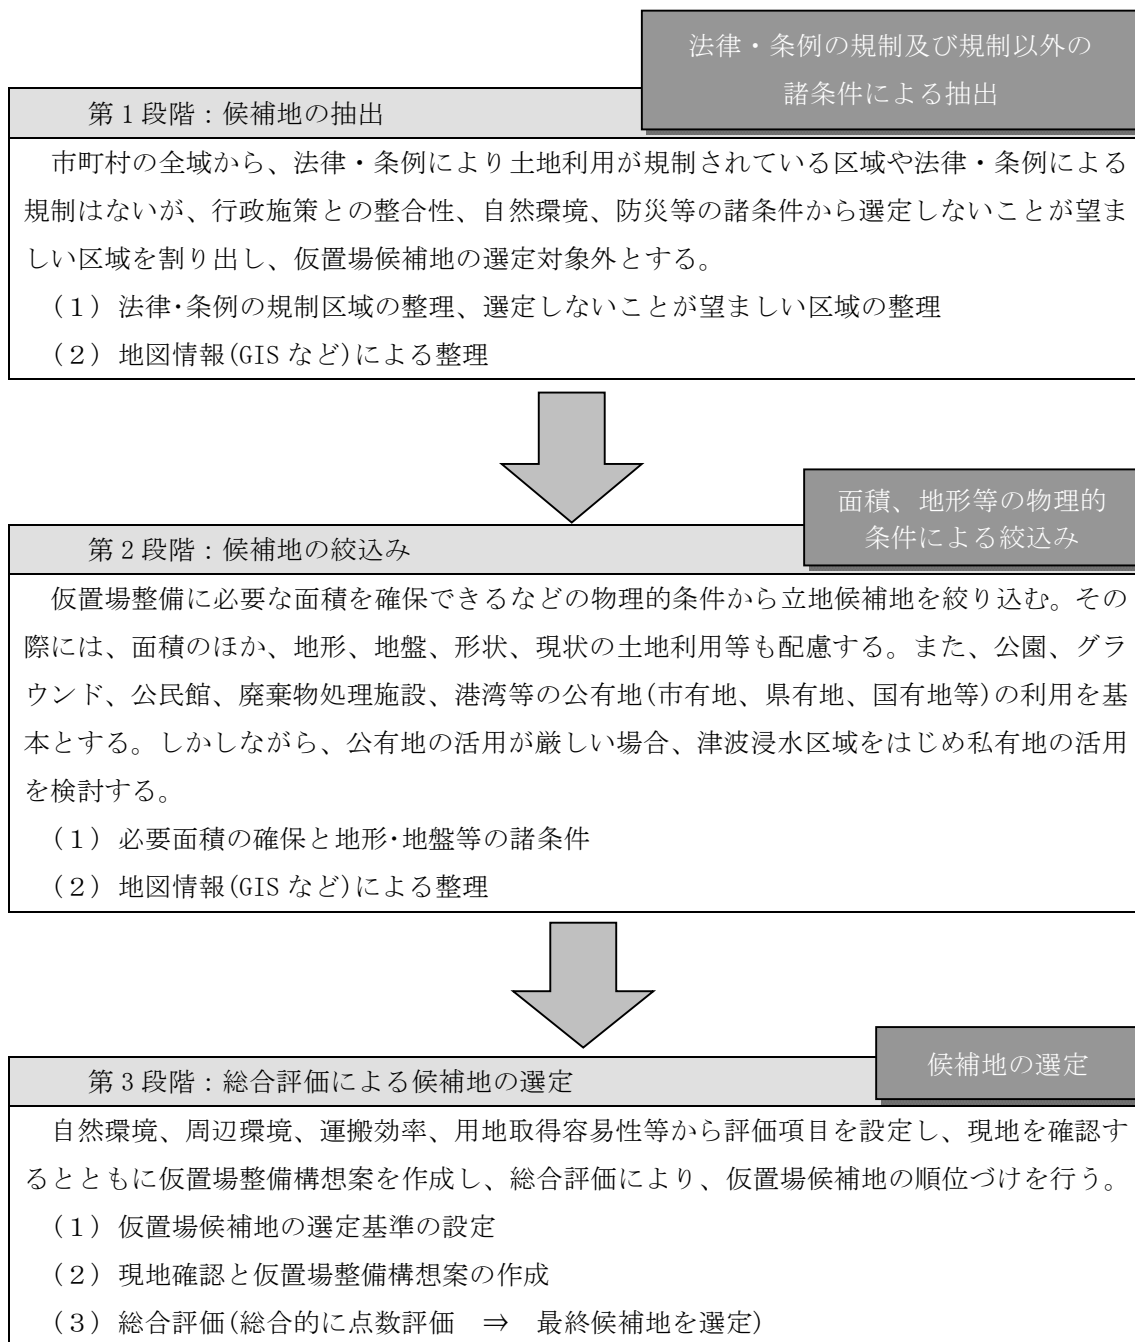 法律・条例の規制及び規制以外の
諸条件による抽出
第1段階：候補地の抽出
市町村の全域から、法律・条例により土地利用が規制されている区域や法律・条例による
規制はないが、行政施策との整合性、自然環境、防災等の諸条件から選定しないことが望ま
しい区域を割り出し、仮置場候補地の選定対象外とする。
（１）法律･条例の規制区域の整理、選定しないことが望ましい区域の整理
（２）地図情報(GIS など)による整理
面積、地形等の物理的
条件による絞込み
第2段階：候補地の絞込み
仮置場整備に必要な面積を確保できるなどの物理的条件から立地候補地を絞り込む。その
際には、面積のほか、地形、地盤、形状、現状の土地利用等も配慮する。また、公園、グラ
ウンド、公民館、廃棄物処理施設、港湾等の公有地(市有地、県有地、国有地等)の利用を基
本とする。しかしながら、公有地の活用が厳しい場合、津波浸水区域をはじめ私有地の活用
を検討する。
（１）必要面積の確保と地形･地盤等の諸条件
（２）地図情報(GIS など)による整理
候補地の選定
第3段階：総合評価による候補地の選定
自然環境、周辺環境、運搬効率、用地取得容易性等から評価項目を設定し、現地を確認す
るとともに仮置場整備構想案を作成し、総合評価により、仮置場候補地の順位づけを行う。
（１）仮置場候補地の選定基準の設定
（２）現地確認と仮置場整備構想案の作成
（３）総合評価(総合的に点数評価　⇒　最終候補地を選定)